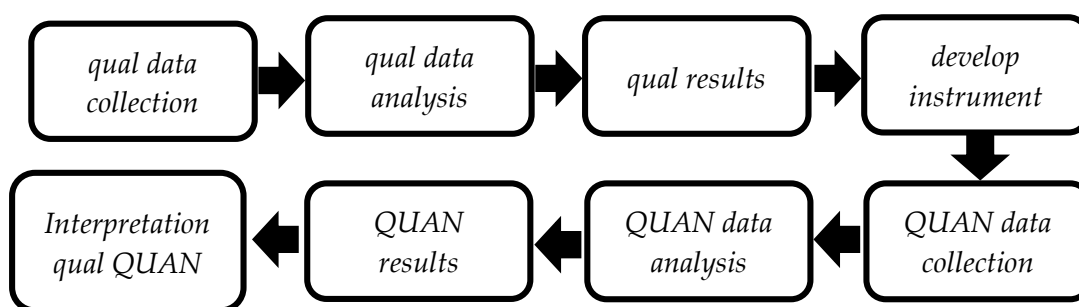 qual data
collection
qual data
analysis
qual results
develop
instrument
QUAN data
collection
QUAN data
analysis
QUAN
results
Interpretation
qual QUAN